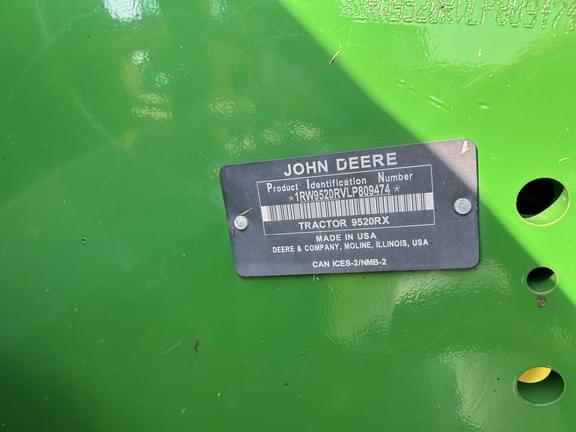 1RW9520RVLP809474
JOHN DEERE
Product Identification Number
*1RW9520RVLP809474*
TRACTOR 9520RX
MADE IN USA
DEERE & COMPANY, MOLINE, ILLINOIS, USA
CAN ICES-2/NMB-2